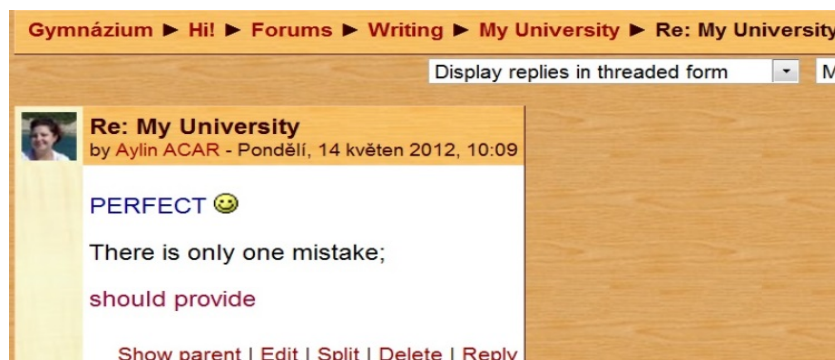 Gymnázium ► Hi! ► Forums ► Writing ► My University ► Re: My University
Display replies in threaded form
M
Re: My University
by Aylin ACAR - Pondělí, 14 květen 2012, 10:09
PERFECT
There is only one mistake;
should provide
Show parent | Edit | Split | Delete | Reply